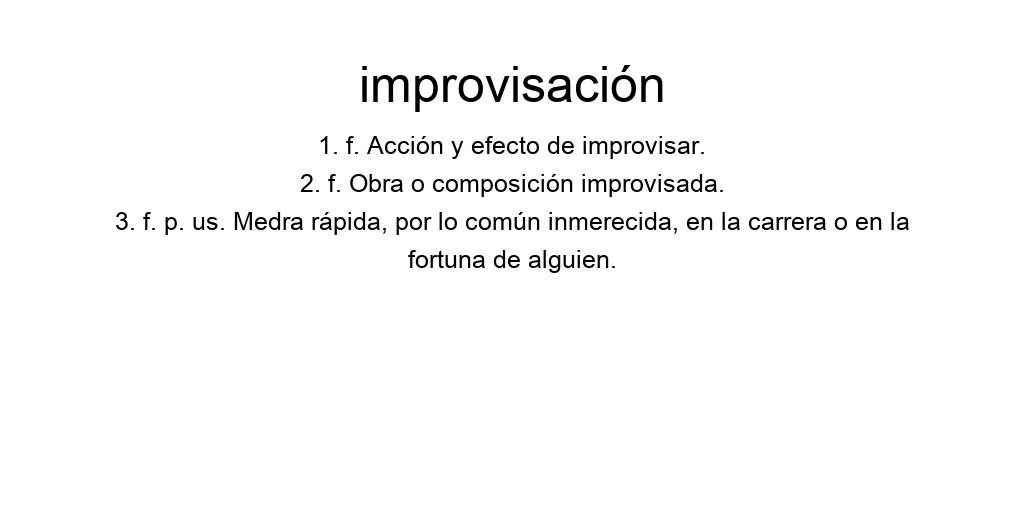 improvisación
1. f. Acción y efecto de improvisar.
2. f. Obra o composición improvisada.
3. f. p. us. Medra rápida, por lo común inmerecida, en la carrera o en la
fortuna de alguien.